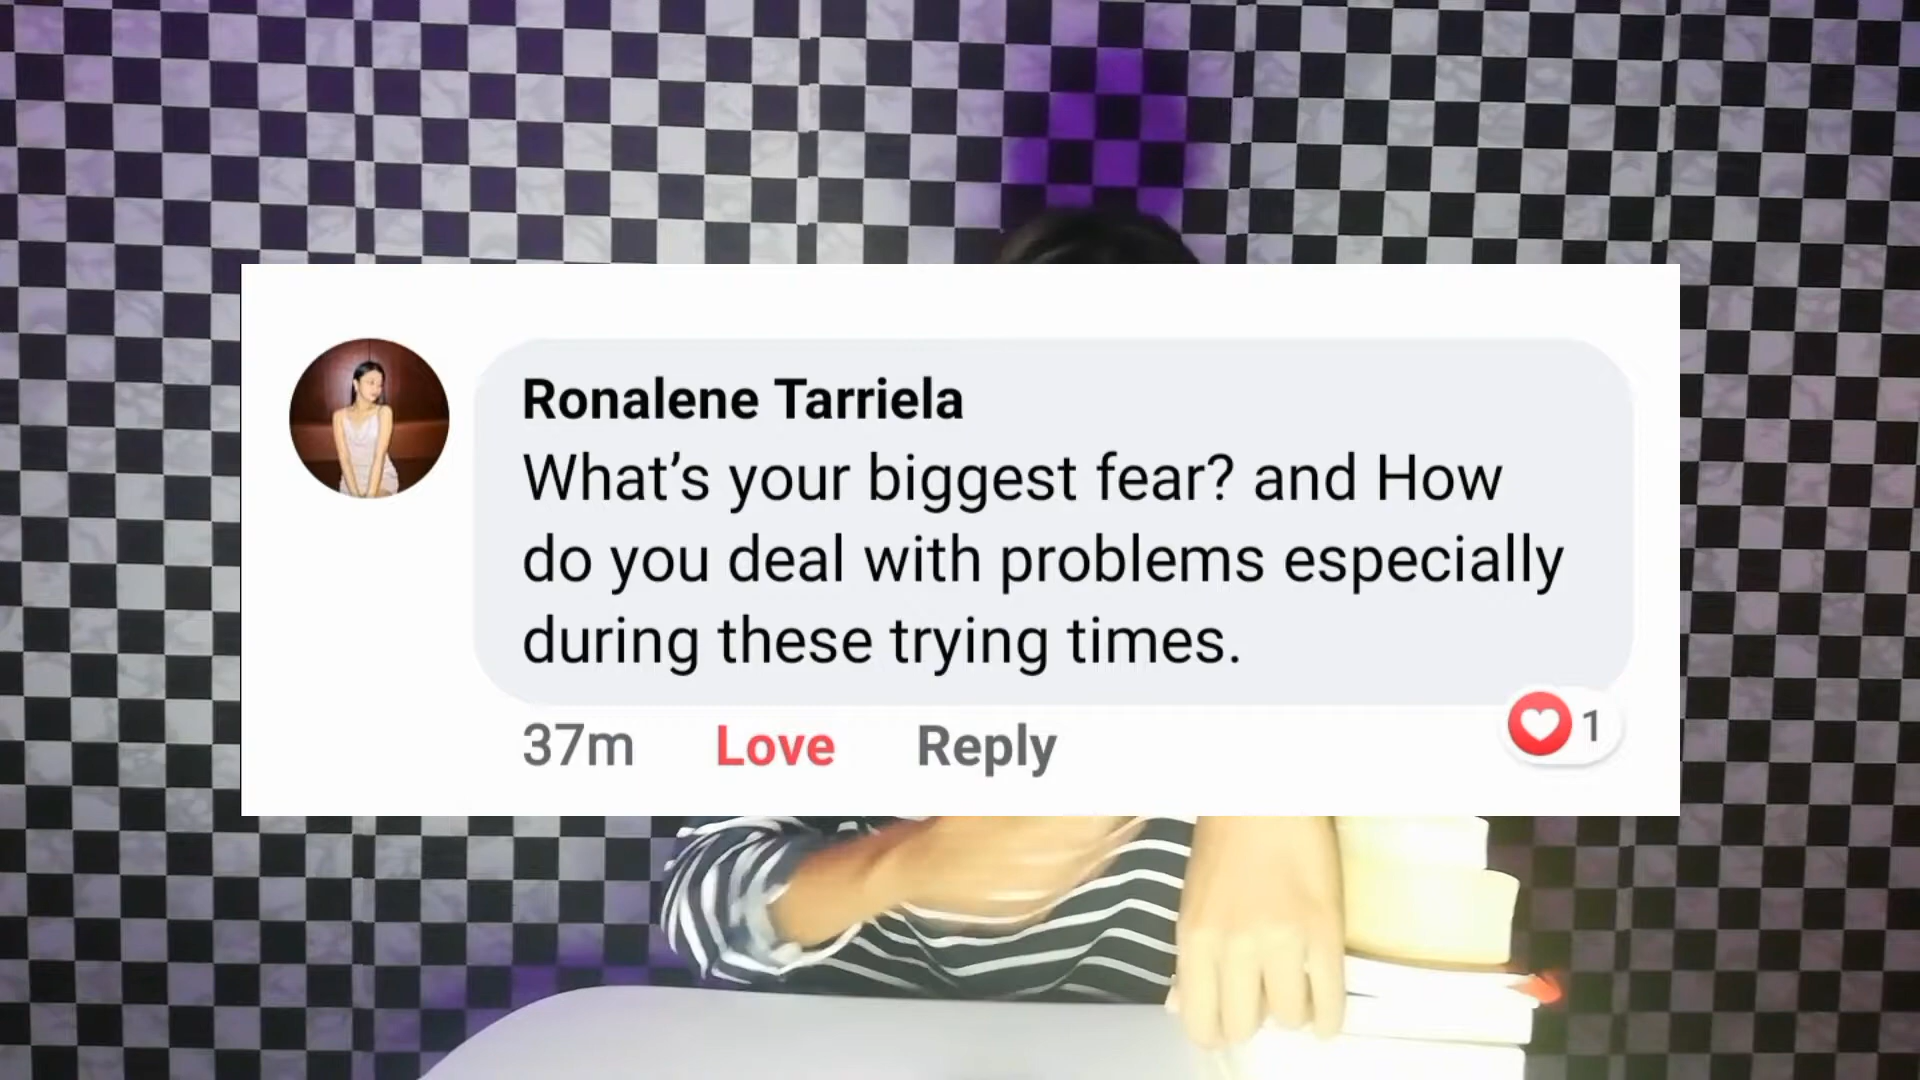 Ronalene Tarriela
What’s your biggest fear? and How
do you deal with problems especially
during these trying times.
37m Love Reply
1